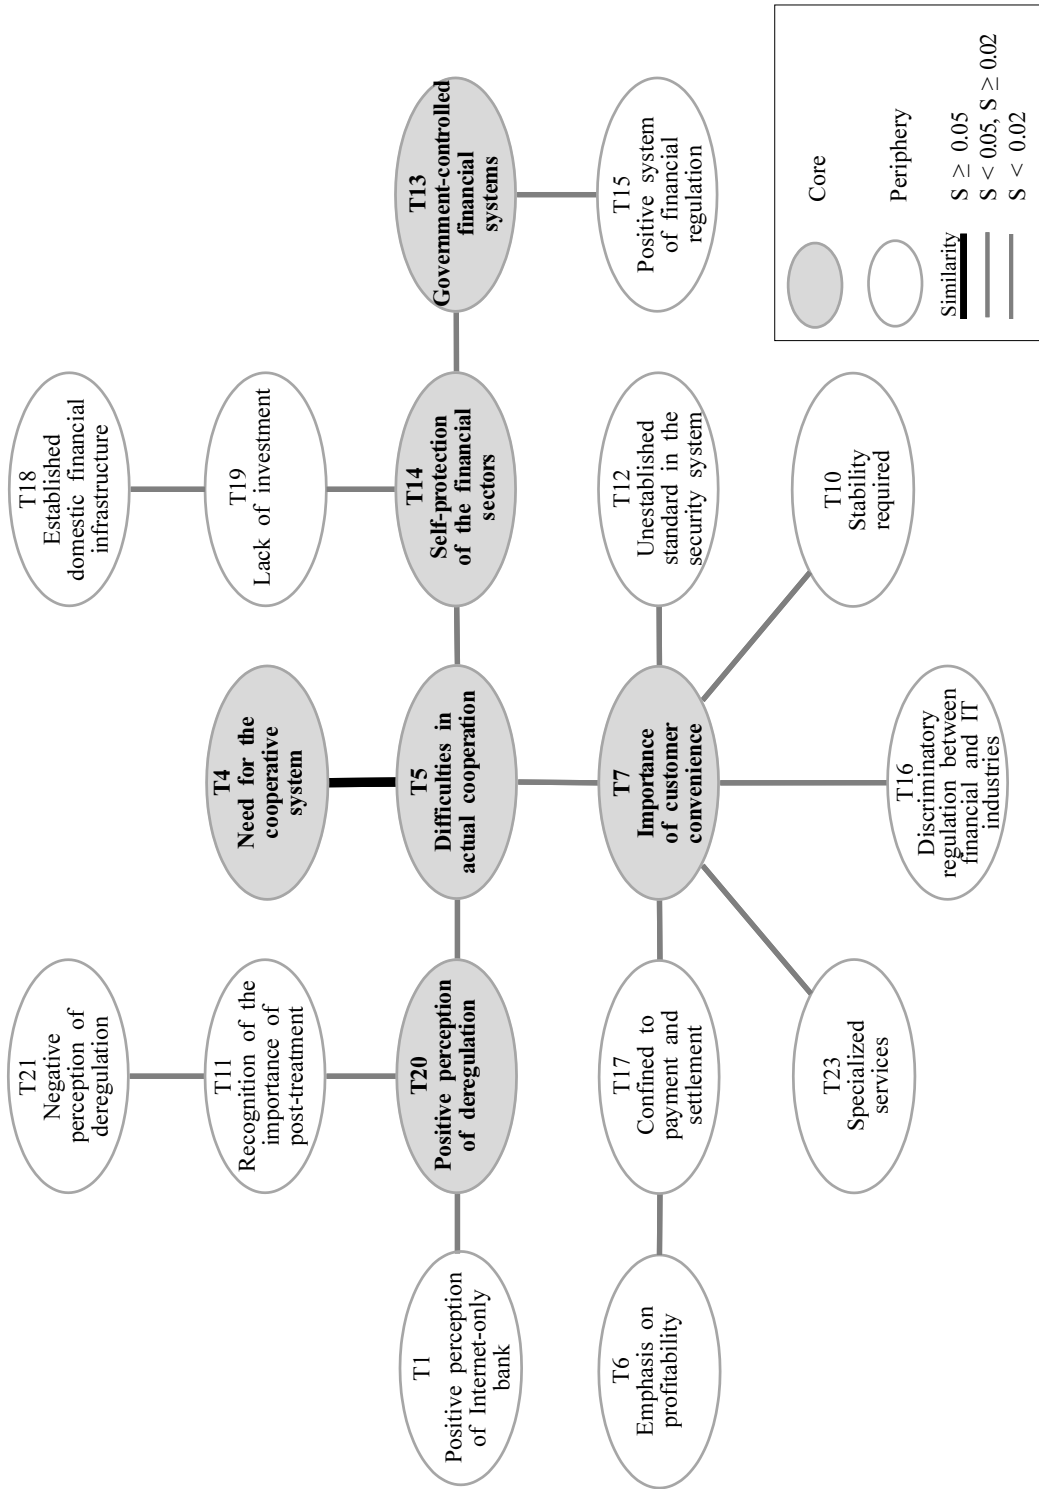 T21
Negative
perception of
deregulation
T18
Established
domestic financial
infrastructure
T11
Recognition of the
importance of
post-treatment
T4
Need for the
cooperative
system
T19
Lack of investment
T1
Positive perception
of Internet-only
bank
T20
Positive perception
of deregulation
T5
Difficulties in
actual cooperation
T14
Self-protection
of the financial
sectors
T13
Government-controlled
financial
systems
T6
Emphasis on
profitability
T17
Confined to
payment and
settlement
T7
Importance
of customer
convenience
T12
Unestablished
standard in the
security system
T15
Positive system
of financial
regulation
T23
Specialized
services
T16
Discriminatory
regulation between
financial and IT
industries
T10
Stability
required
Core
Periphery
Similarity
S ≥ 0.05
S < 0.05, S ≥ 0.02
S < 0.02